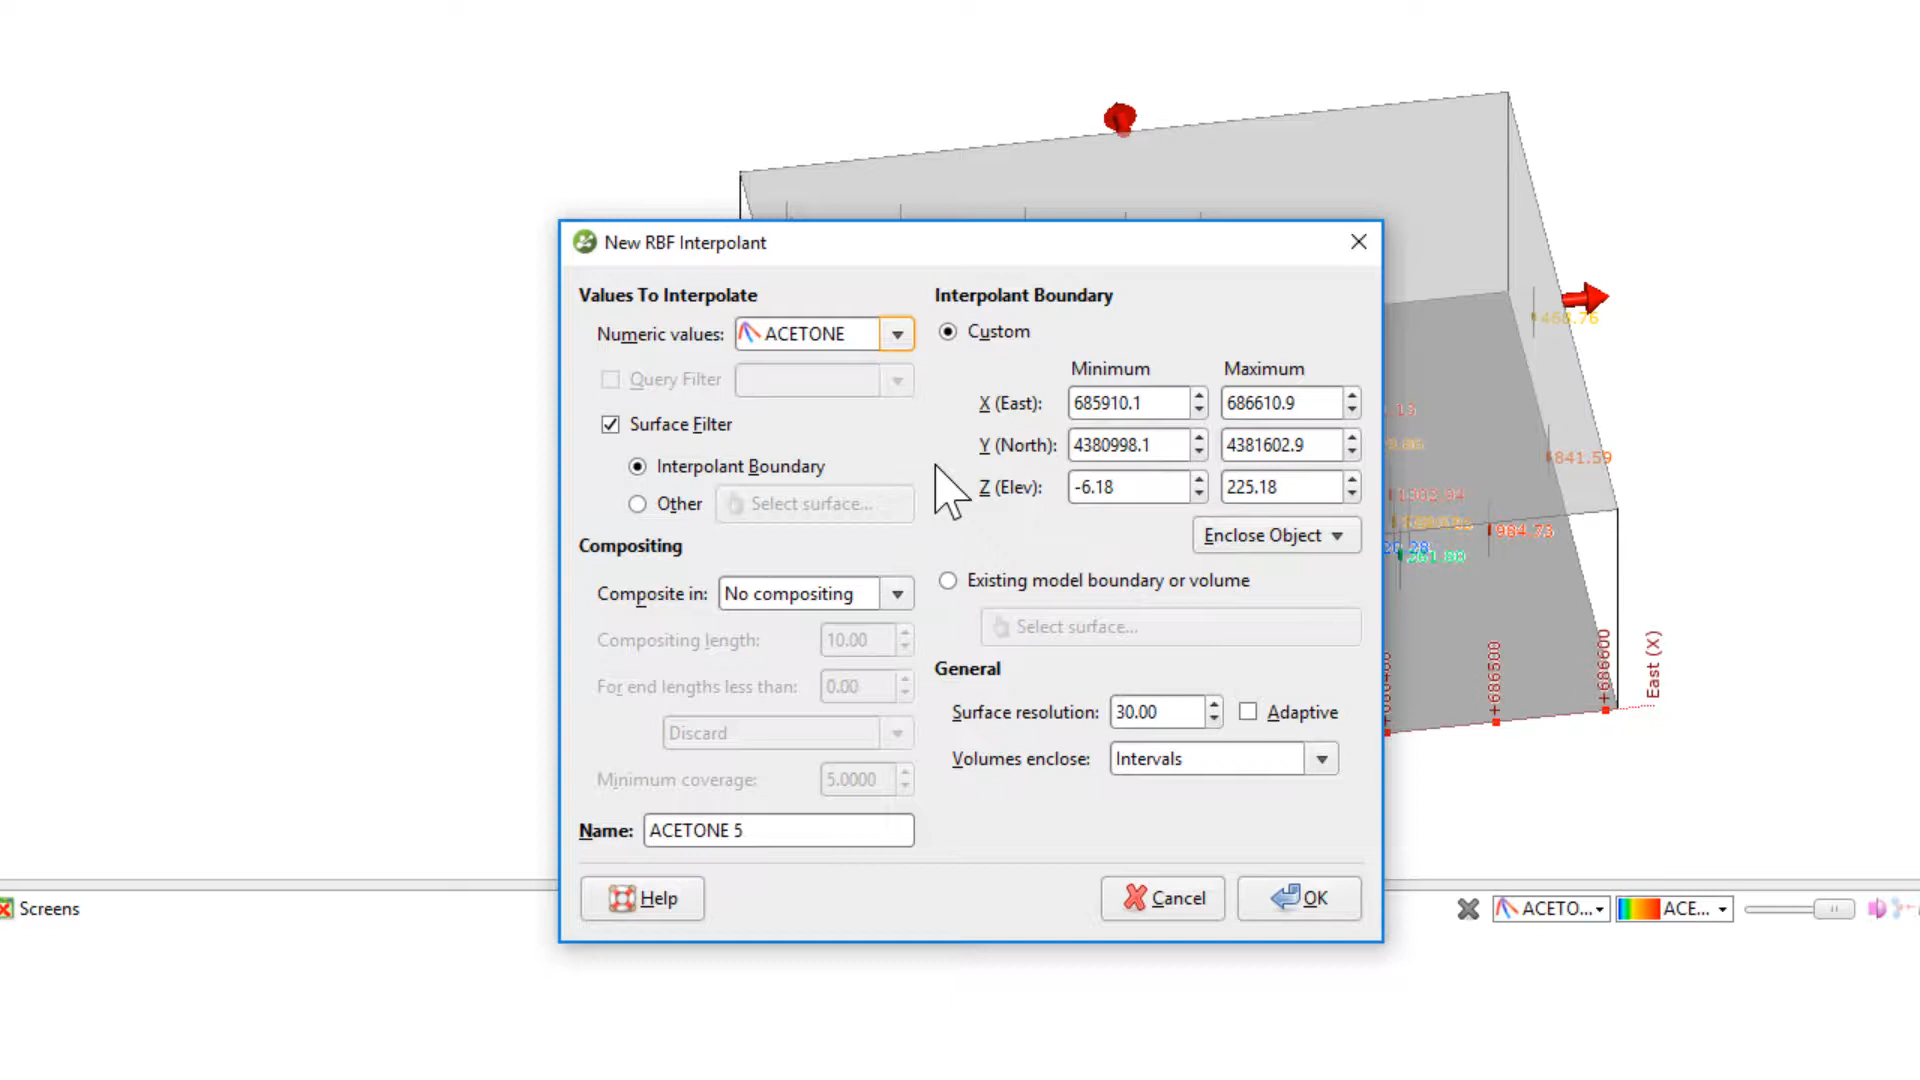 New RBF Interpolant
Values To Interpolate
Numeric values: ACETONE
Query Filter
Surface Filter
Interpolant Boundary
Other Select surface...
Compositing
Composite in: No compositing
Compositing length: 10.00
For end lengths less than: 0.00
Discard
Minimum coverage: 5.0000
Name: ACETONE 5
Interpolant Boundary
Custom
Minimum Maximum
X (East): 685910.1 686610.9
Y (North): 4380998.1 4381602.9
Z (Elev): -6.18 225.18
Enclose Object
Existing model boundary or volume
Select surface...
General
Surface resolution: 30.00 Adaptive
Volumes enclose: Intervals
Help Cancel OK
468.76
841.59
984.73
+686500
+686600
East (X)
Screens
ACETO... ACE...